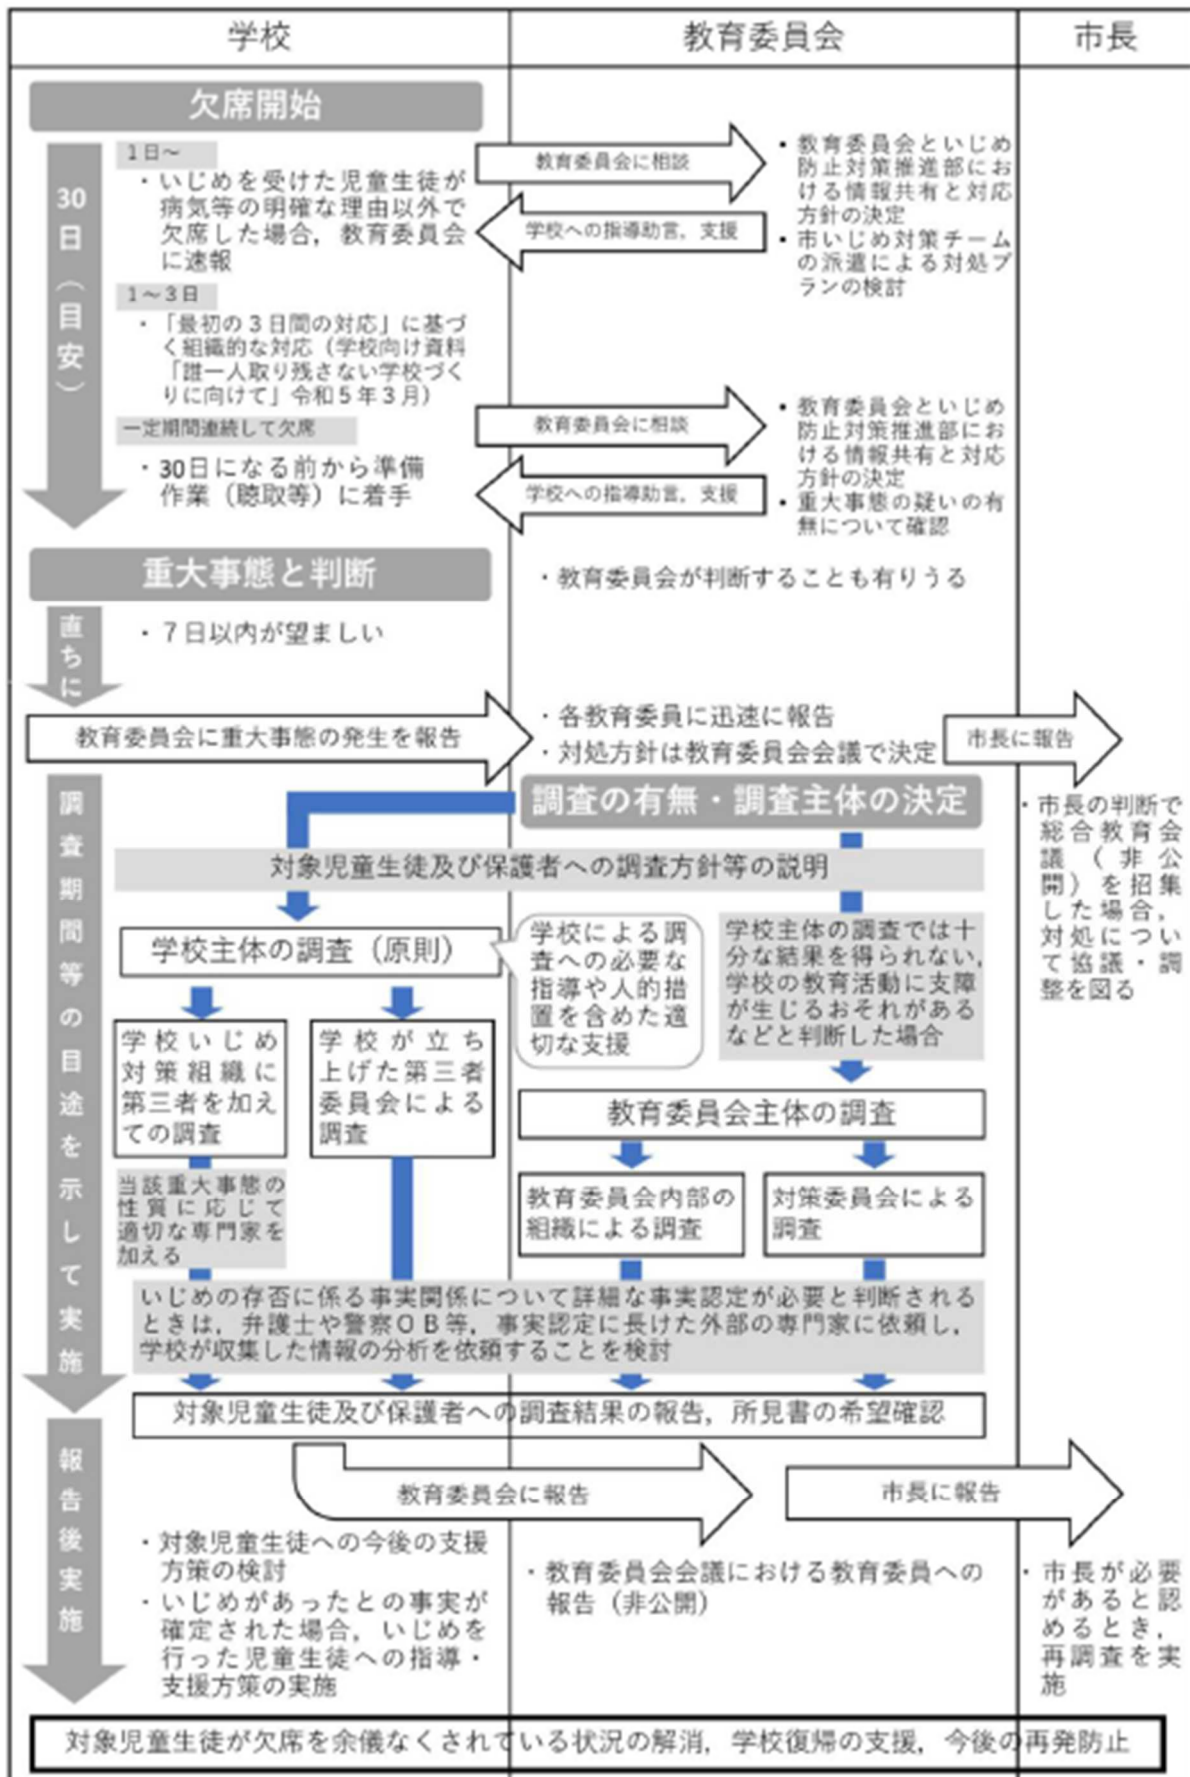 学校
教育委員会
市長
欠席開始
30日（目安）
1日～
・いじめを受けた児童生徒が
病気等の明確な理由以外で
欠席した場合，教育委員会
に速報
教育委員会に相談
学校への指導助言，支援
・教育委員会といじめ
防止対策推進部にお
ける情報共有と対応
方針の決定
・市いじめ対策チーム
の派遣による対処プ
ランの検討
1～3日
・「最初の3日間の対応」に基づ
く組織的な対応（学校向け資料
「誰一人取り残さない学校づく
りに向けて」令和5年3月）
一定期間連続して欠席
・30日になる前から準備
作業（聴取等）に着手
教育委員会に相談
学校への指導助言，支援
・教育委員会といじめ
防止対策推進部にお
ける情報共有と対応
方針の決定
・重大事態の疑いの有
無について確認
重大事態と判断
・教育委員会が判断することも有りうる
直ちに
・7日以内が望ましい
教育委員会に重大事態の発生を報告
・各教育委員に迅速に報告
・対処方針は教育委員会会議で決定
市長に報告
調査期間等の目途を示して実施
調査の有無・調査主体の決定
・市長の判断で
総合教育会
議（非公
開）を招集
した場合，
対処につい
て協議・調
整を図る
対象児童生徒及び保護者への調査方針等の説明
学校主体の調査（原則）
学校による調
査への必要な
指導や人的措
置を含めた適
切な支援
学校主体の調査では十
分な結果を得られない，
学校の教育活動に支障
が生じるおそれがある
などと判断した場合
学校いじめ
対策組織に
第三者を加え
ての調査
学校が立ち
上げた第三者
委員会による
調査
教育委員会主体の調査
当該重大事態の
性質に応じて
適切な専門家を
加える
教育委員会内部の
組織による調査
対策委員会による
調査
いじめの存否に係る事実関係について詳細な事実認定が必要と判断される
ときは，弁護士や警察OB等，事実認定に長けた外部の専門家に依頼し，
学校が収集した情報の分析を依頼することを検討
対象児童生徒及び保護者への調査結果の報告，所見書の希望確認
報告後実施
教育委員会に報告
市長に報告
・対象児童生徒への今後の支援
方策の検討
・いじめがあったとの事実が
確定された場合，いじめを
行った児童生徒への指導・
支援方策の実施
・教育委員会会議における教育委員への
報告（非公開）
・市長が必要
があると認
めるとき，
再調査を実
施
対象児童生徒が欠席を余儀なくされている状況の解消，学校復帰の支援，今後の再発防止